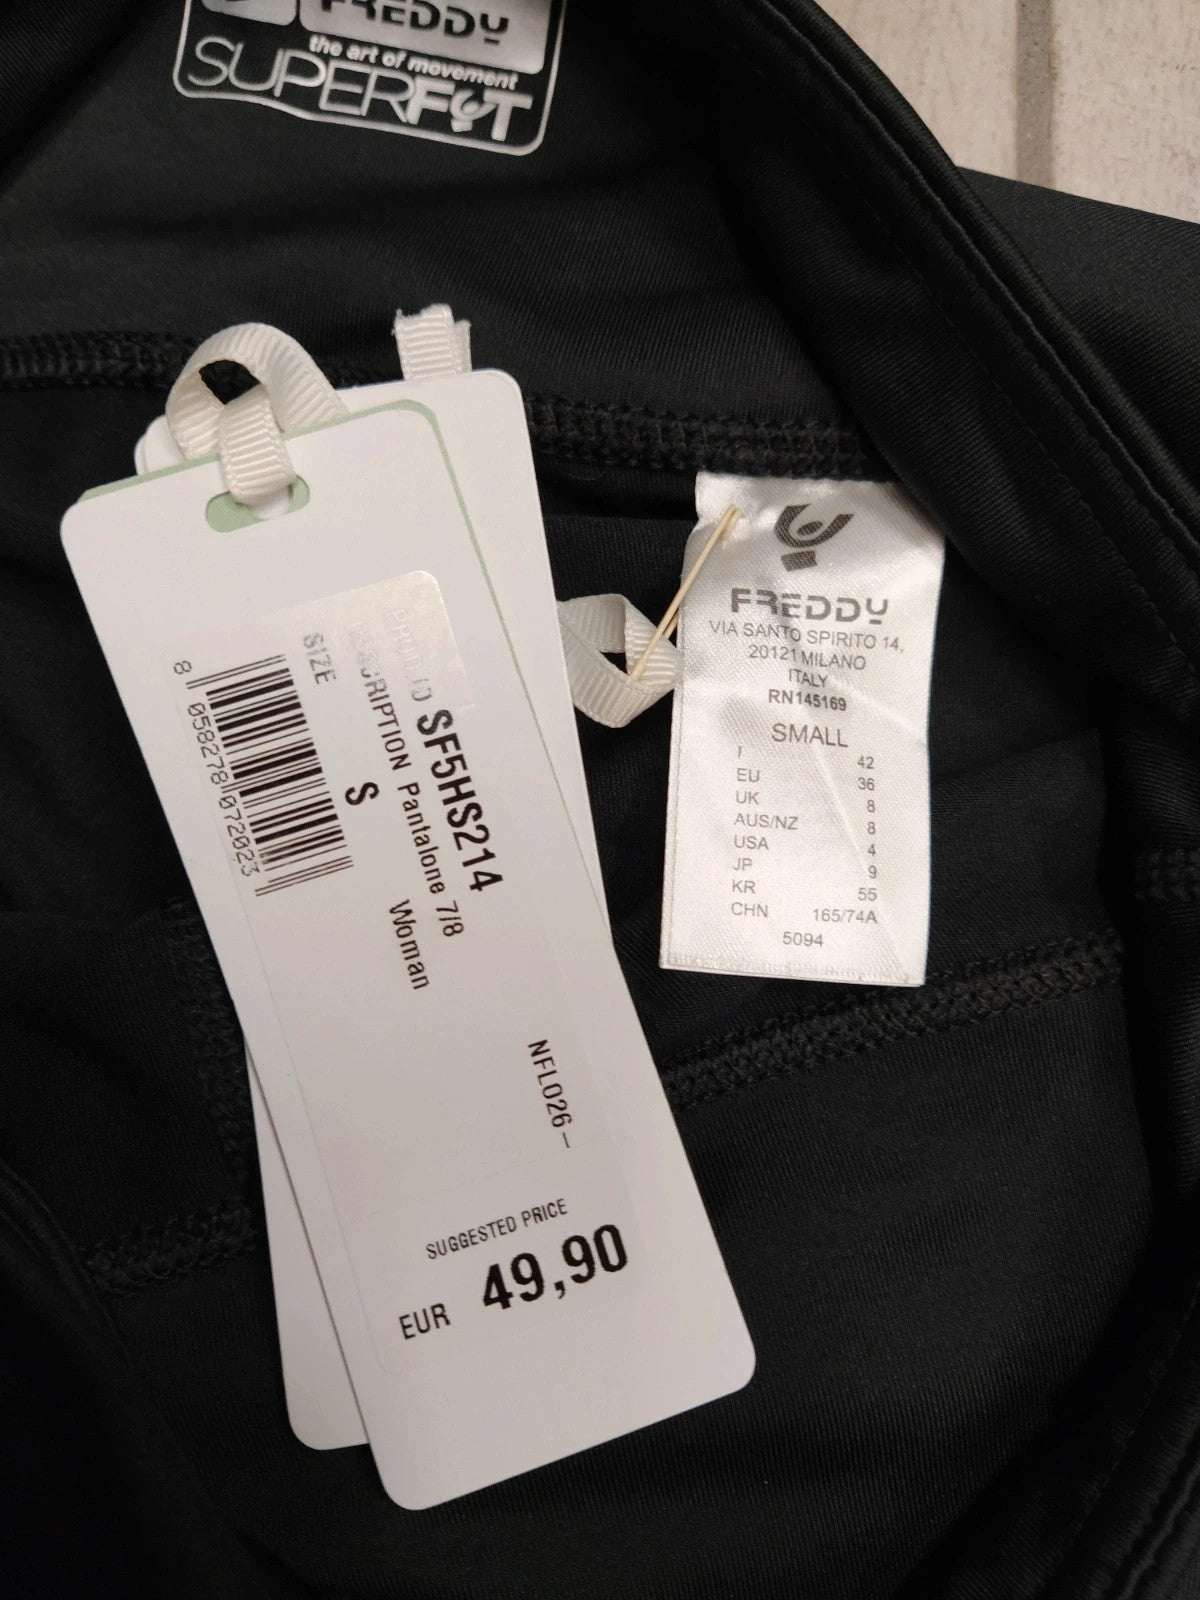 FREDDY
the art of movement
SUPERFIT
PROD. ID SF5HS214
DESCRIPTION Pantalone 7/8
Woman
SIZE S
8 058278 072023
NFL026-
SUGGESTED PRICE
EUR 49,90
FREDDY
VIA SANTO SPIRITO 14,
20121 MILANO
ITALY
RN145169
SMALL
I 42
EU 36
UK 8
AUS/NZ 8
USA 4
JP 9
KR 55
CHN 165/74A
5094